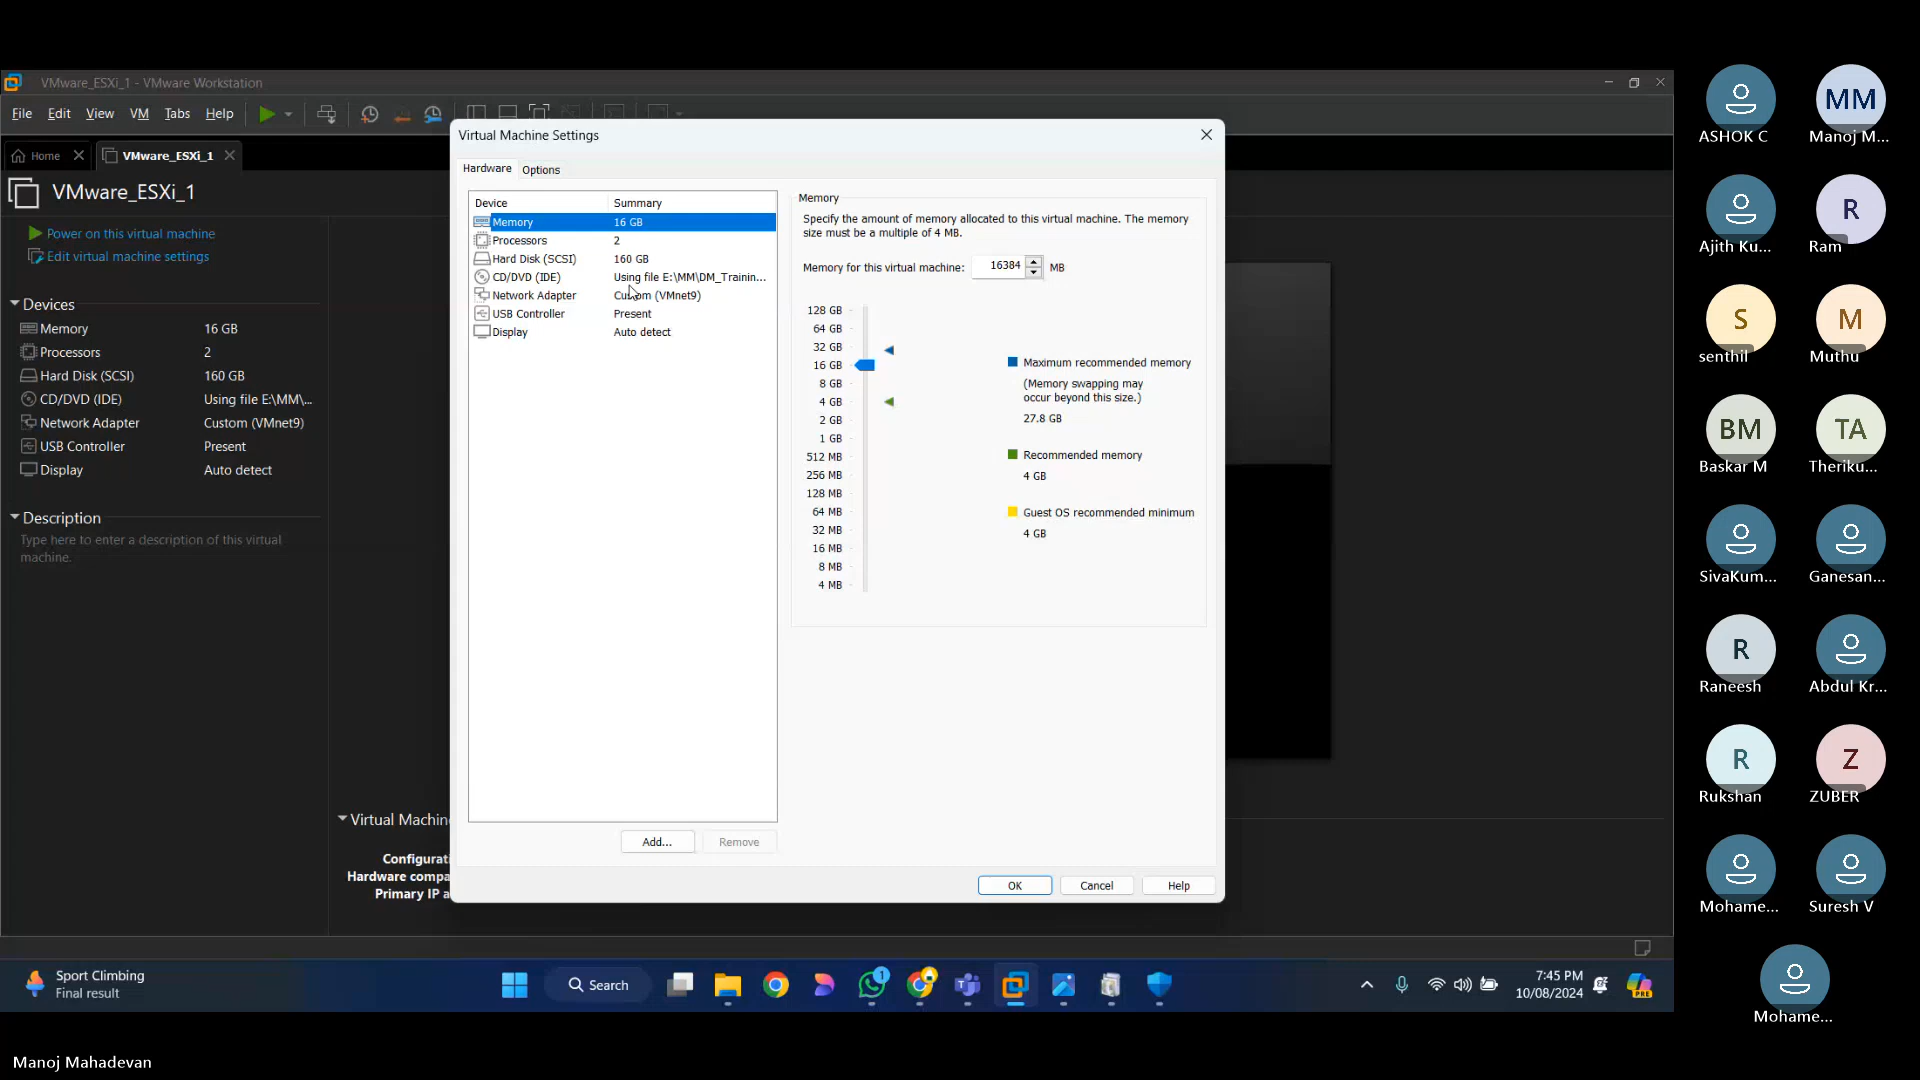 VMware_ESXi_1 - VMware Workstation
File Edit View VM Tabs Help
Home
VMware_ESXi_1
VMware_ESXi_1
Power on this virtual machine
Edit virtual machine settings
Devices
Memory 16 GB
Processors 2
Hard Disk (SCSI) 160 GB
CD/DVD (IDE) Using file E:\MM\...
Network Adapter Custom (VMnet9)
USB Controller Present
Display Auto detect
Description
Type here to enter a description of this virtual
machine.
Virtual Machin
Configurati
Hardware compa
Primary IP a
Virtual Machine Settings
Hardware Options
Device Summary
Memory 16 GB
Processors 2
Hard Disk (SCSI) 160 GB
CD/DVD (IDE) Using file E:\MM\DM_Trainin...
Network Adapter Custom (VMnet9)
USB Controller Present
Display Auto detect
Add... Remove
Memory
Specify the amount of memory allocated to this virtual machine. The memory
size must be a multiple of 4 MB.
Memory for this virtual machine: 16384 MB
128 GB
64 GB
32 GB
16 GB
8 GB
4 GB
2 GB
1 GB
512 MB
256 MB
128 MB
64 MB
32 MB
16 MB
8 MB
4 MB
Maximum recommended memory
(Memory swapping may
occur beyond this size.)
27.8 GB
Recommended memory
4 GB
Guest OS recommended minimum
4 GB
OK Cancel Help
Sport Climbing
Final result
Search
1
PRE
7:45 PM
10/08/2024
Manoj Mahadevan
ASHOK C
MM
Manoj M...
Ajith Ku...
R
Ram
S
senthil
M
Muthu
BM
Baskar M
TA
Theriku...
SivaKum...
Ganesan...
R
Raneesh
Abdul Kr...
R
Rukshan
Z
ZUBER
Mohame...
Suresh V
Mohame...